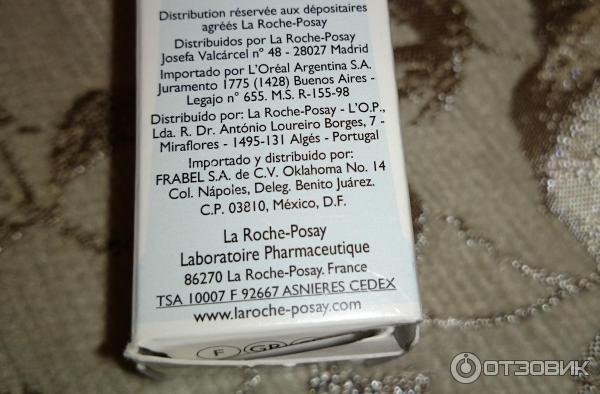 Distribution réservée aux dépositaires
agréés La Roche-Posay
Distribuidos por La Roche-Posay
Josefa Valcárcel n° 48 - 28027 Madrid
Importado por L'Oréal Argentina S.A.
Juramento 1775 (1428) Buenos Aires -
Legajo n° 655. M.S. R-155-98
Distribuido por: La Roche-Posay - L'O.P.,
Lda. R. Dr. António Loureiro Borges, 7 -
Miraflores - 1495-131 Algés - Portugal
Importado y distribuido por:
FRABEL S.A. de C.V. Oklahoma No. 14
Col. Nápoles, Deleg. Benito Juárez.
C.P. 03810, México, D.F.
La Roche-Posay
Laboratoire Pharmaceutique
86270 La Roche-Posay. France
TSA 10007 F 92667 ASNIERES CEDEX
www.laroche-posay.com
F GR
ОТЗОВИК